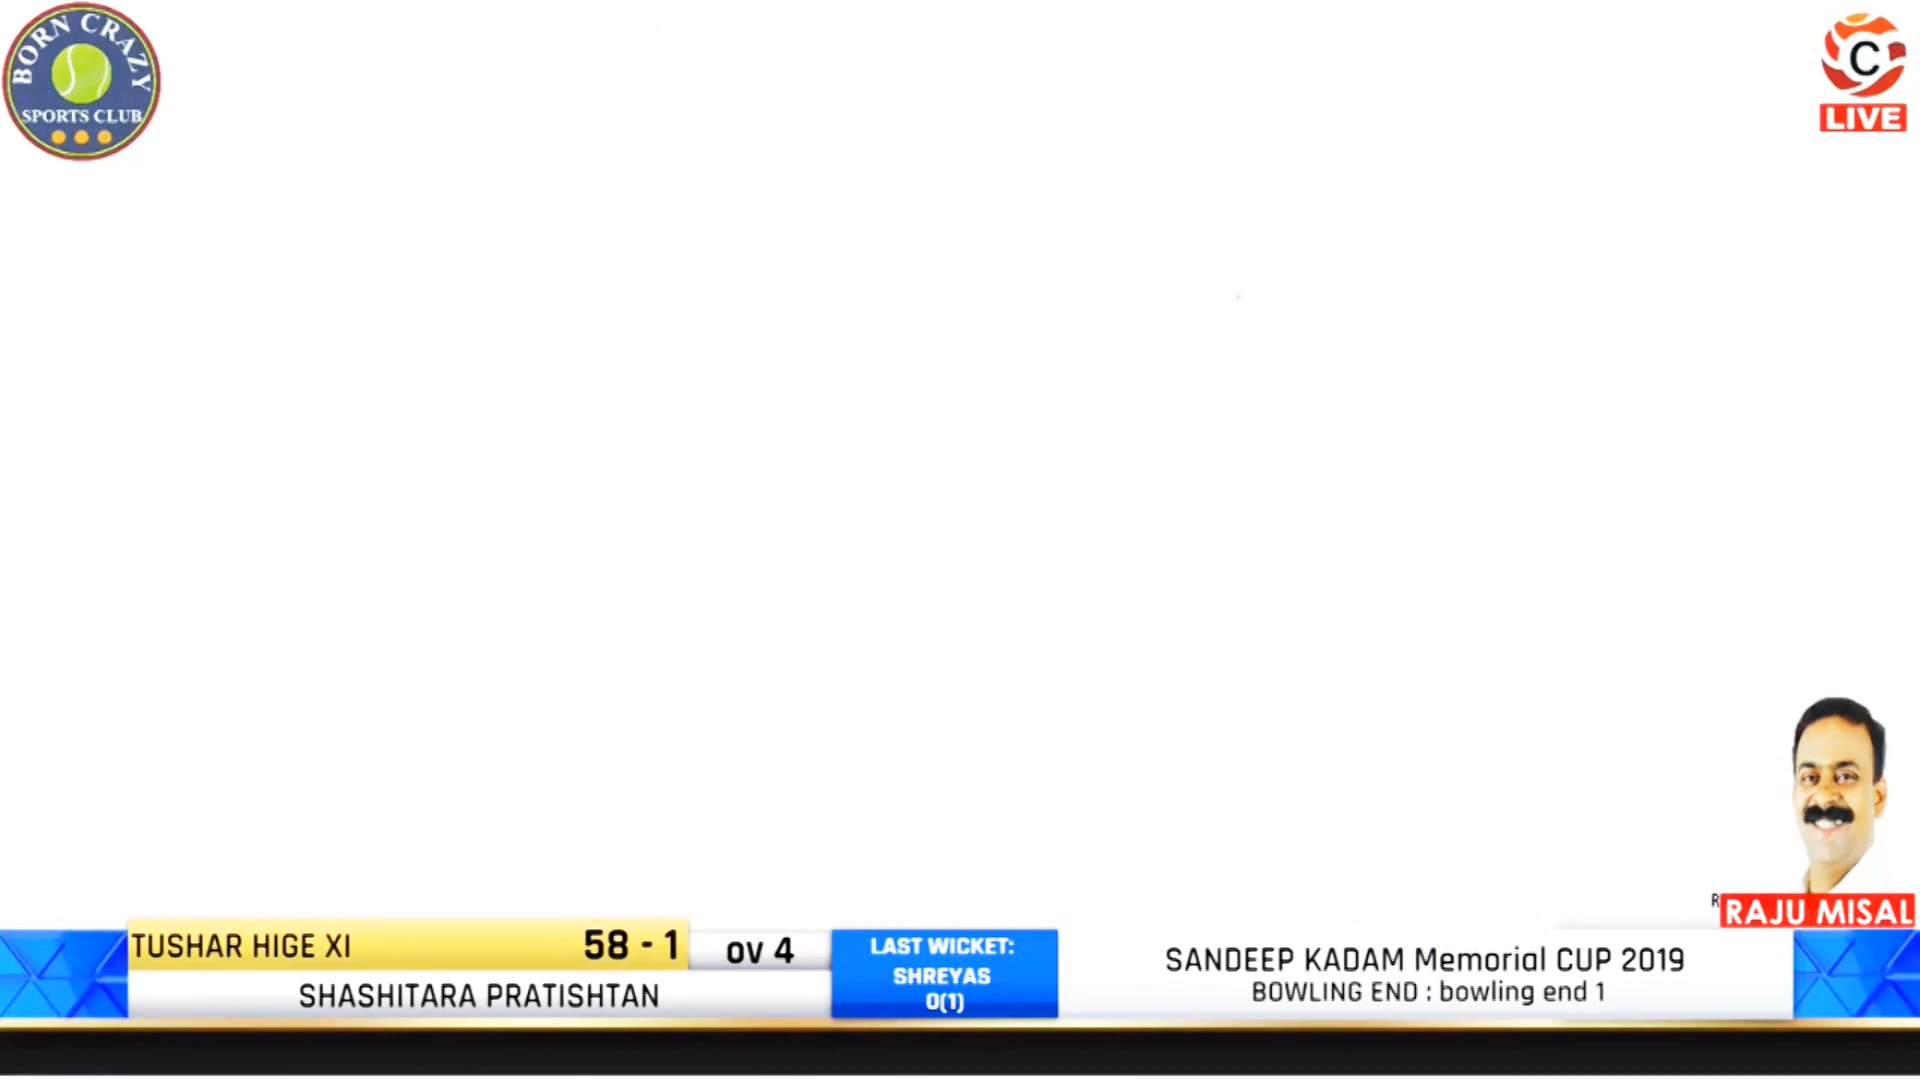 BORN CRAZY
SPORTS CLUB
C
LIVE
R
RAJU MISAL
TUSHAR HIGE XI 58 - 1 OV 4
SHASHITARA PRATISHTAN
LAST WICKET:
SHREYAS
0(1)
SANDEEP KADAM Memorial CUP 2019
BOWLING END : bowling end 1